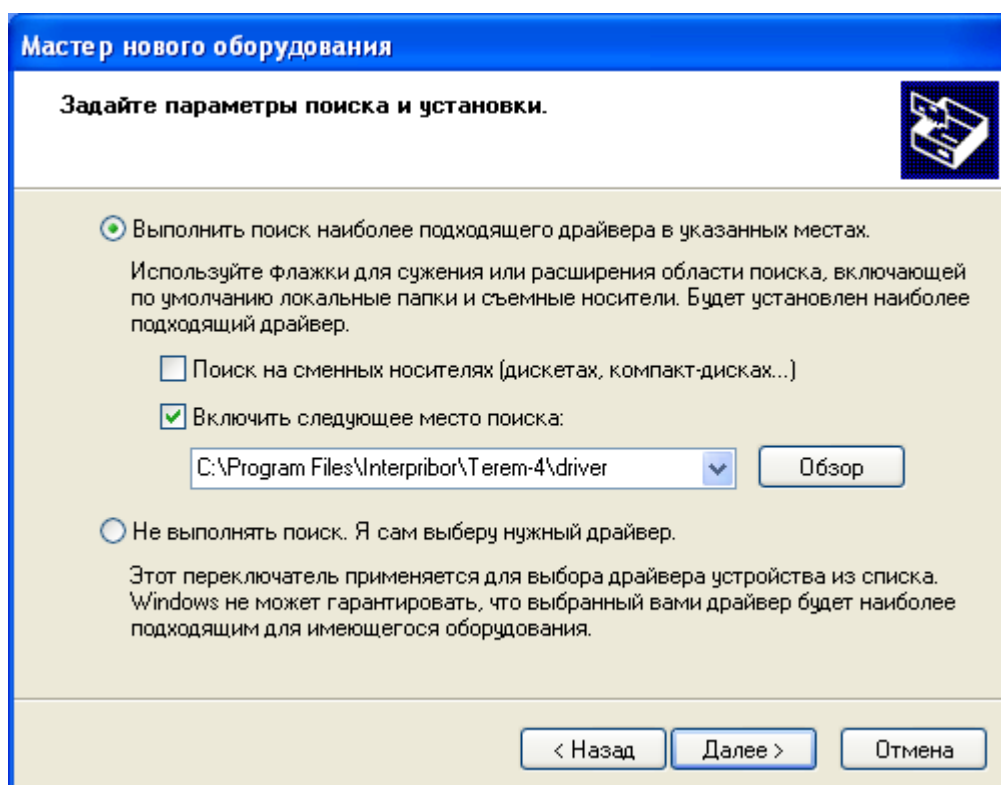 Мастер нового оборудования
Задайте параметры поиска и установки.
Выполнить поиск наиболее подходящего драйвера в указанных местах.
Используйте флажки для сужения или расширения области поиска, включающей
по умолчанию локальные папки и съемные носители. Будет установлен наиболее
подходящий драйвер.
Поиск на сменных носителях (дискетах, компакт-дисках...)
Включить следующее место поиска:
C:\Program Files\Interpribor\Terem-4\driver
Обзор
Не выполнять поиск. Я сам выберу нужный драйвер.
Этот переключатель применяется для выбора драйвера устройства из списка.
Windows не может гарантировать, что выбранный вами драйвер будет наиболее
подходящим для имеющегося оборудования.
< Назад
Далее >
Отмена